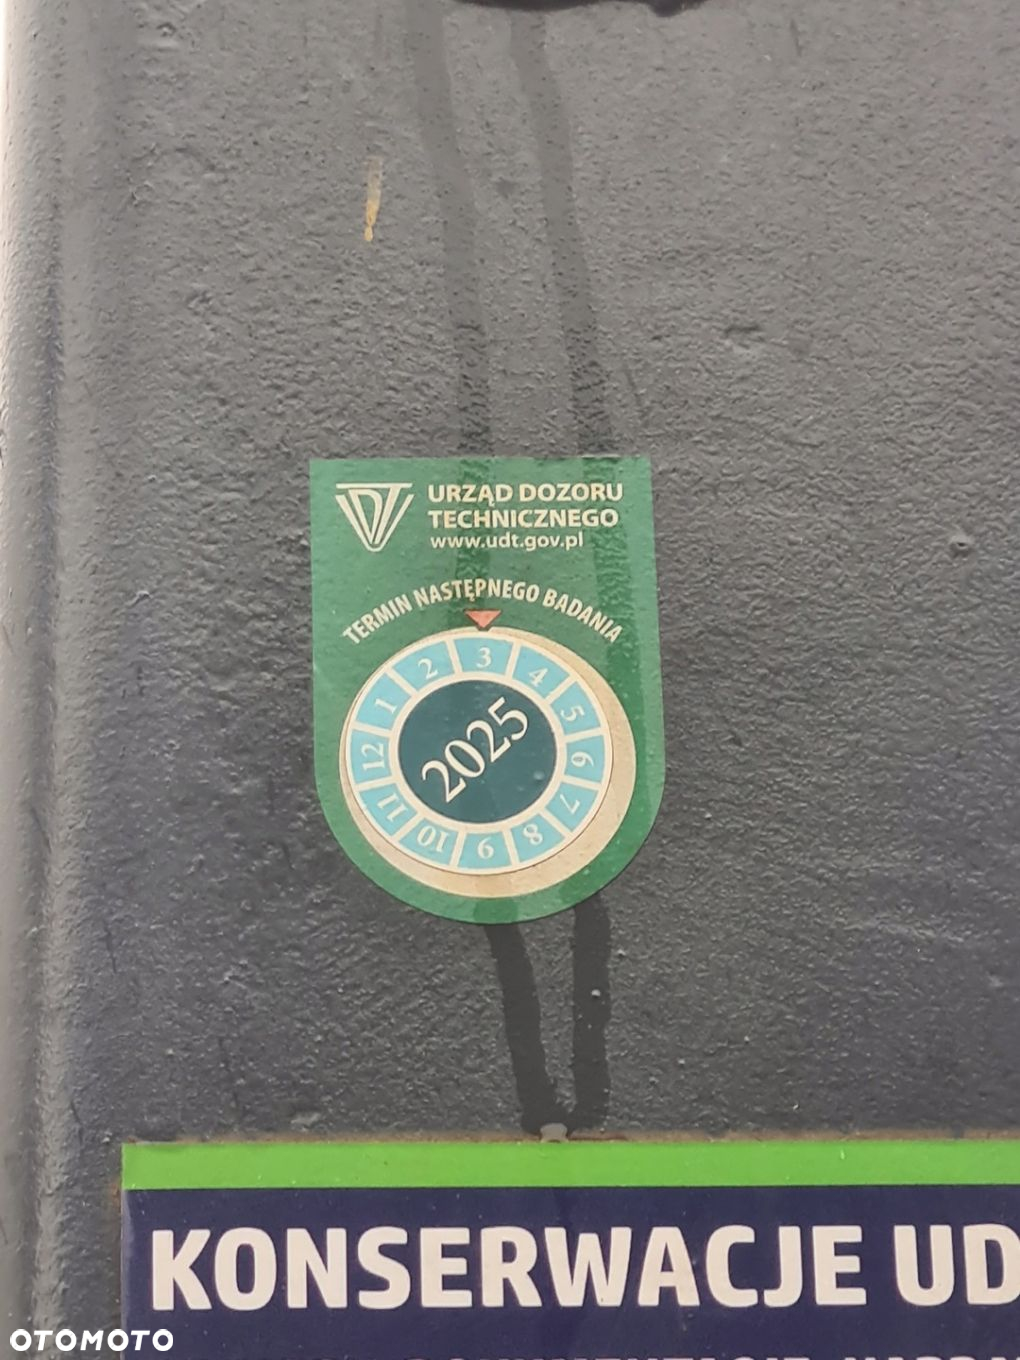 URZĄD DOZORU
TECHNICZNEGO
www.udt.gov.pl
TERMIN NASTĘPNEGO BADANIA
1 2 3 4 5 6 7 8 9 10 11 12
2025
KONSERWACJE UD
OTOMOTO